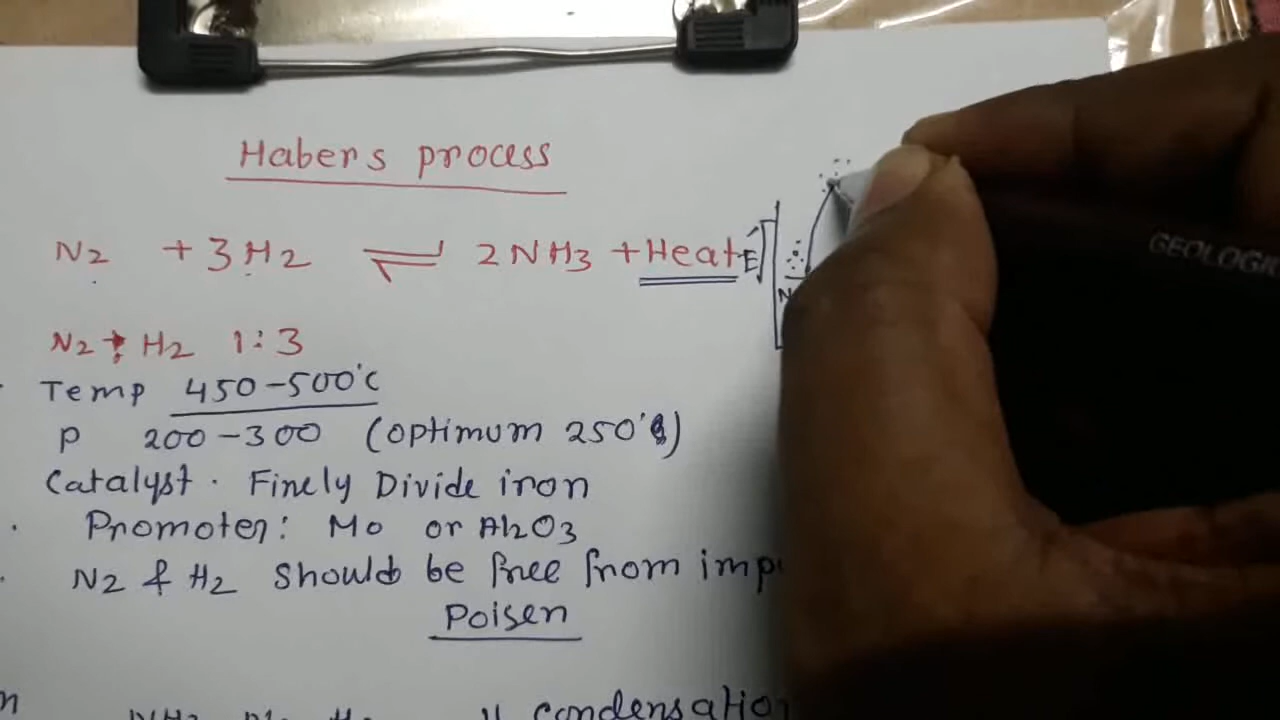 Habers process
N2 + 3H2 ⇌ 2NH3 + Heat
E
N
N2 : H2 1:3
Temp 450-500°C
P 200-300 (optimum 250°)
Catalyst. Finely Divide iron
Promoter: Mo or Al2O3
N2 & H2 should be free from imp
Poisen
condensation
GEOLOGIC